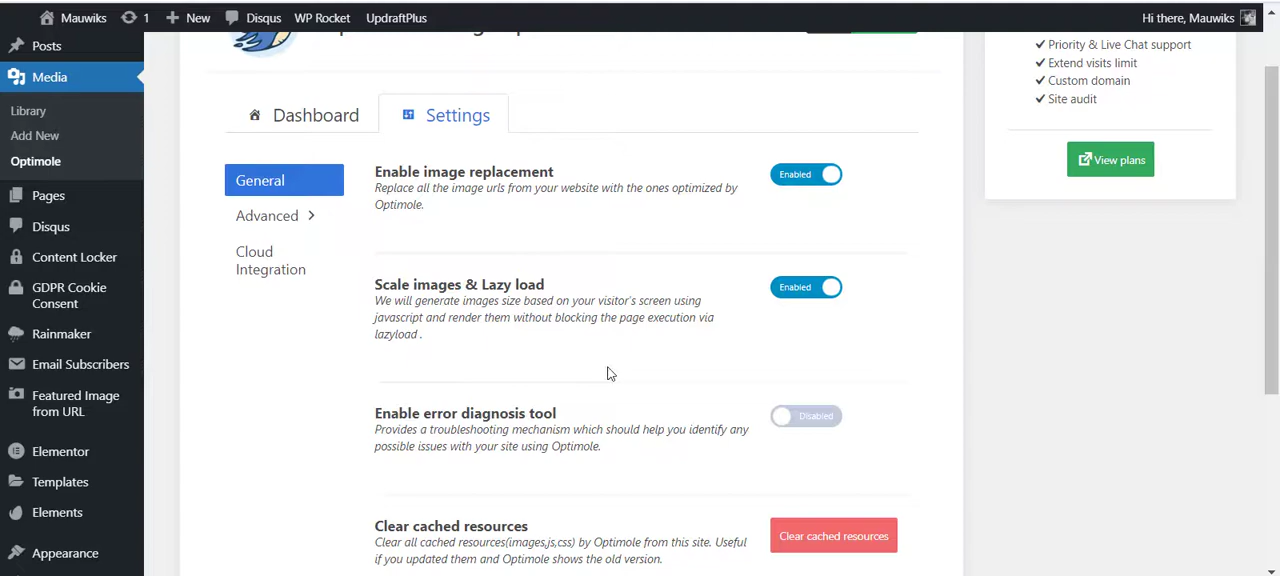 Mauwiks
1
New
Disqus
WP Rocket
UpdraftPlus
Hi there, Mauwiks
Posts
Media
Library
Add New
Optimole
Pages
Disqus
Content Locker
GDPR Cookie
Consent
Rainmaker
Email Subscribers
Featured Image
from URL
Elementor
Templates
Elements
Appearance
Dashboard
Settings
General
Advanced
Cloud
Integration
Enable image replacement
Replace all the image urls from your website with the ones optimized by
Optimole.
Enabled
Scale images & Lazy load
We will generate images size based on your visitor's screen using
javascript and render them without blocking the page execution via
lazyload .
Enabled
Enable error diagnosis tool
Provides a troubleshooting mechanism which should help you identify any
possible issues with your site using Optimole.
Disabled
Clear cached resources
Clear all cached resources(images,js,css) by Optimole from this site. Useful
if you updated them and Optimole shows the old version.
Clear cached resources
✓ Priority & Live Chat support
✓ Extend visits limit
✓ Custom domain
✓ Site audit
View plans